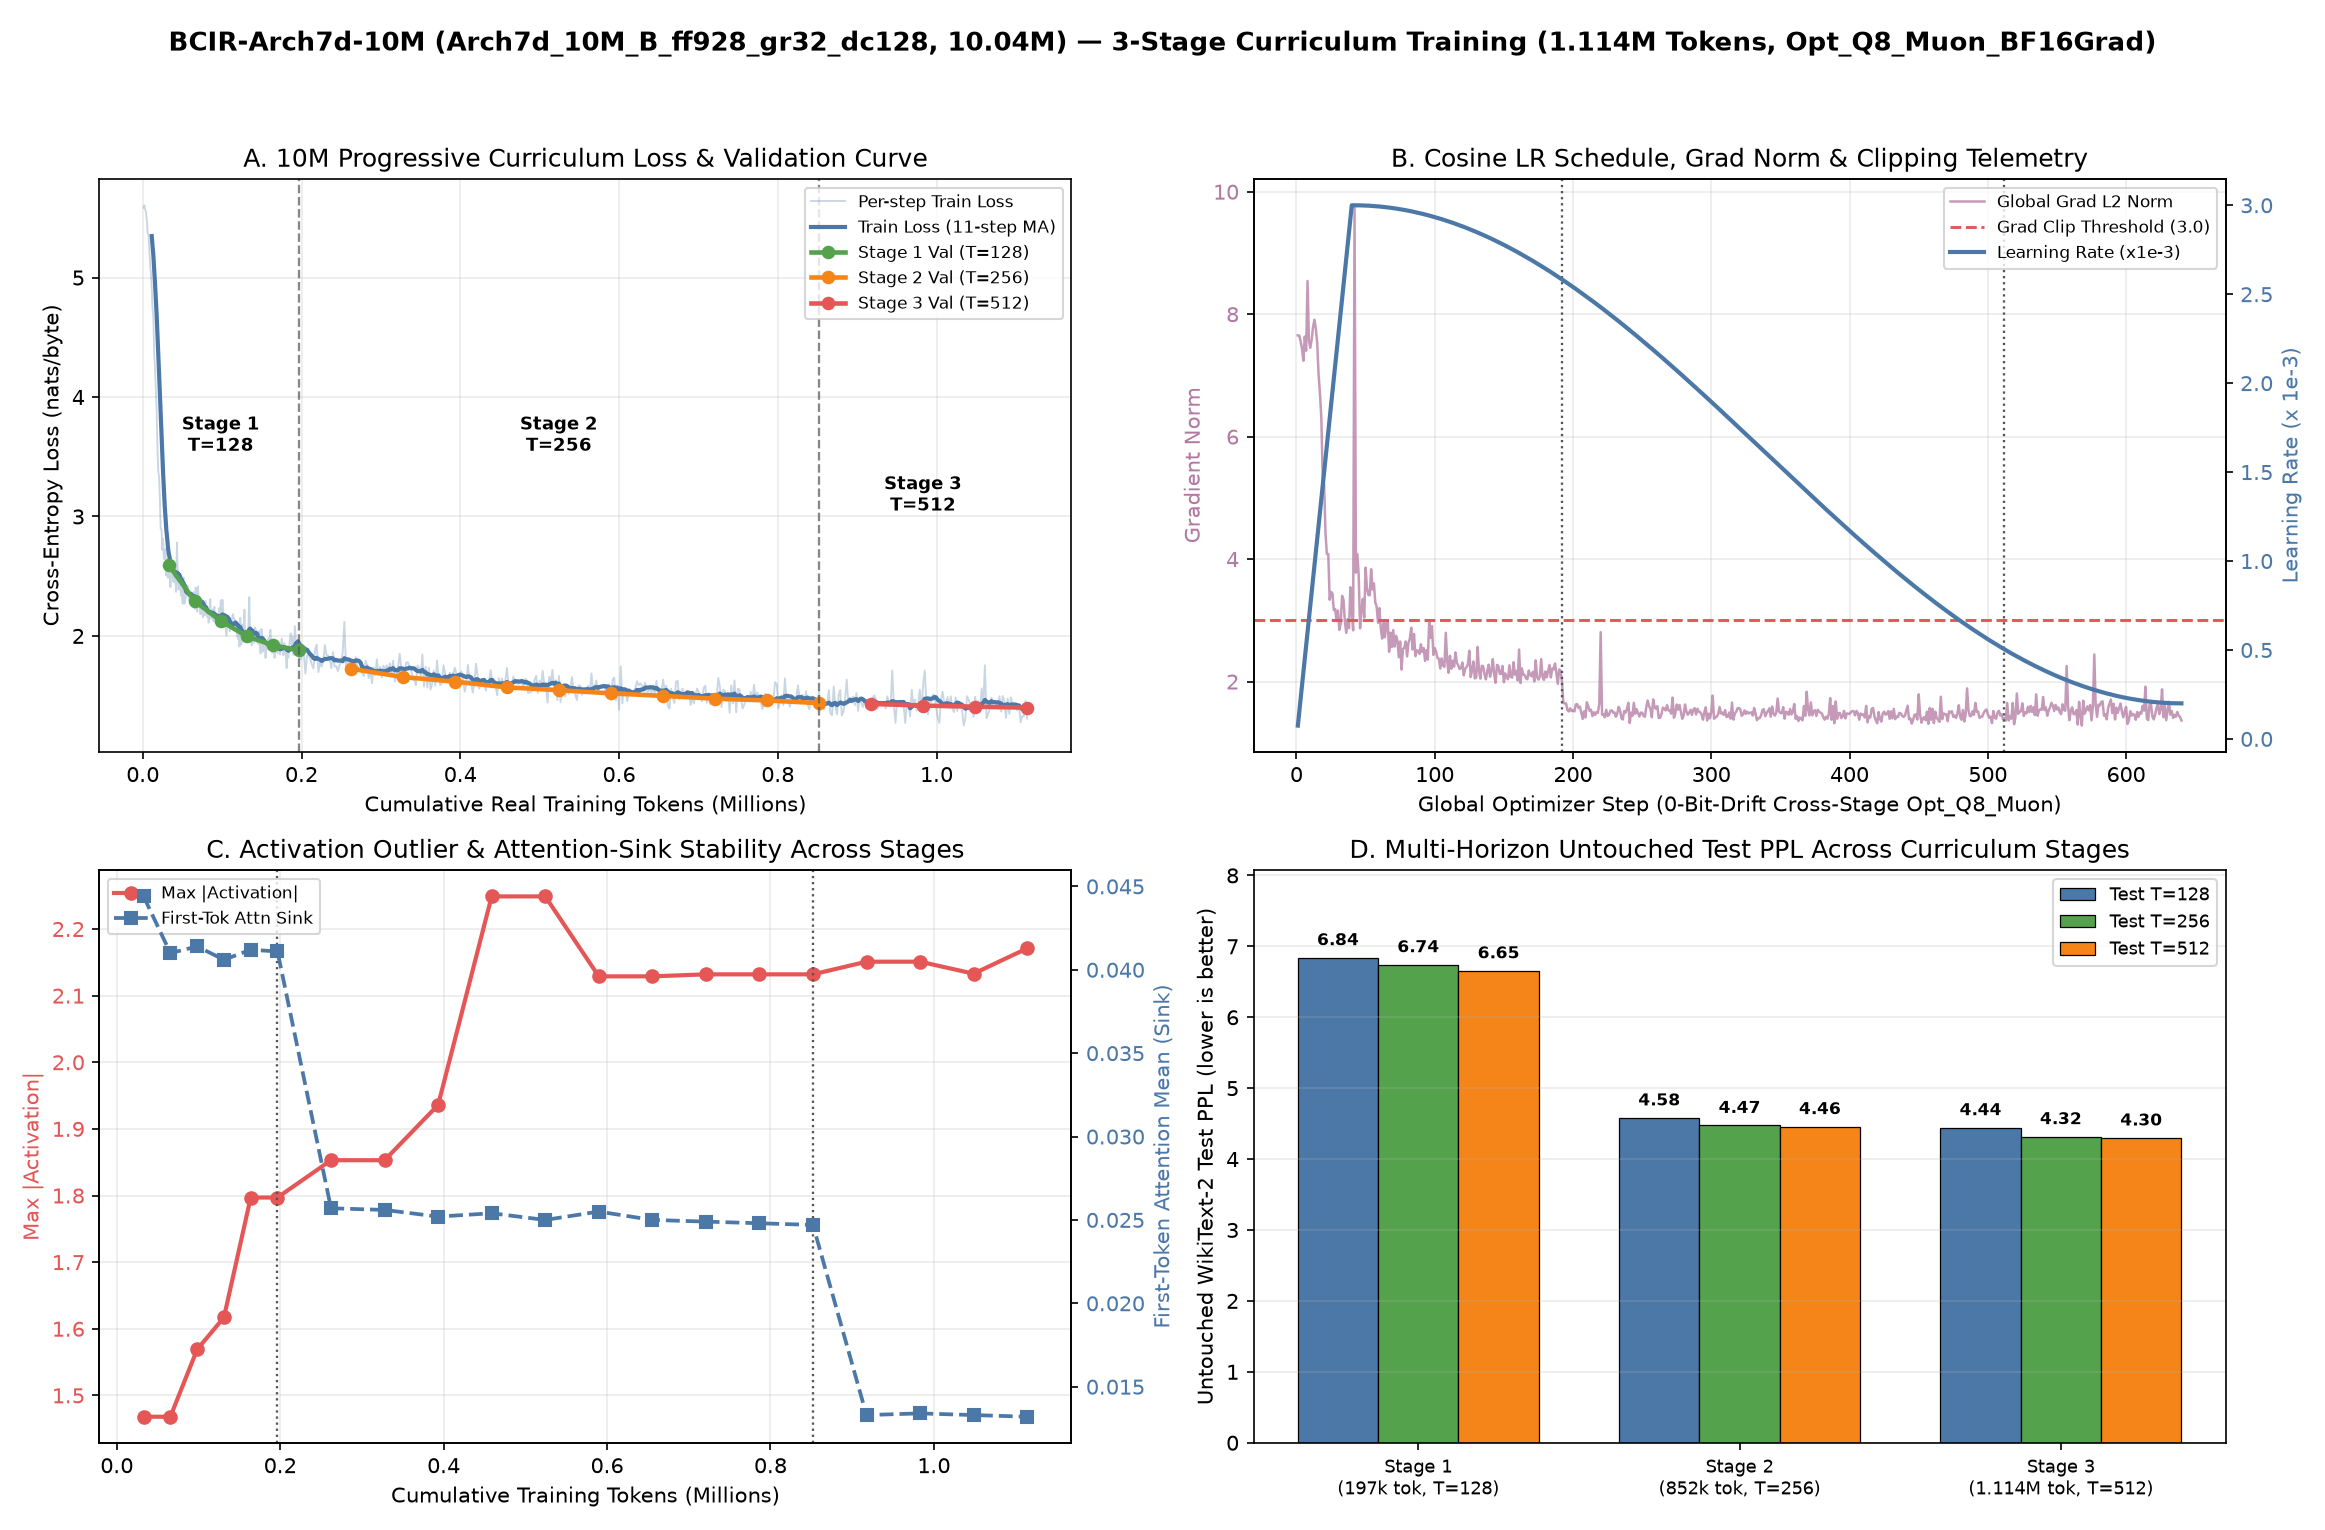 BCIR-Arch7d-10M (Arch7d_10M_B_ff928_gr32_dc128, 10.04M) — 3-Stage Curriculum Training (1.114M Tokens, Opt_Q8_Muon_BF16Grad)
A. 10M Progressive Curriculum Loss & Validation Curve
Cross-Entropy Loss (nats/byte)
5
4
3
2
Per-step Train Loss
Train Loss (11-step MA)
Stage 1 Val (T=128)
Stage 2 Val (T=256)
Stage 3 Val (T=512)
Stage 1
T=128
Stage 2
T=256
Stage 3
T=512
0.0 0.2 0.4 0.6 0.8 1.0
Cumulative Real Training Tokens (Millions)
B. Cosine LR Schedule, Grad Norm & Clipping Telemetry
Gradient Norm
10
8
6
4
2
Global Grad L2 Norm
Grad Clip Threshold (3.0)
Learning Rate (x1e-3)
3.0
2.5
2.0
1.5
1.0
0.5
0.0
Learning Rate (x 1e-3)
0 100 200 300 400 500 600
Global Optimizer Step (0-Bit-Drift Cross-Stage Opt_Q8_Muon)
C. Activation Outlier & Attention-Sink Stability Across Stages
Max |Activation|
2.2
2.1
2.0
1.9
1.8
1.7
1.6
1.5
Max |Activation|
First-Tok Attn Sink
0.045
0.040
0.035
0.030
0.025
0.020
0.015
First-Token Attention Mean (Sink)
0.0 0.2 0.4 0.6 0.8 1.0
Cumulative Training Tokens (Millions)
D. Multi-Horizon Untouched Test PPL Across Curriculum Stages
Untouched WikiText-2 Test PPL (lower is better)
8
7
6
5
4
3
2
1
0
Test T=128
Test T=256
Test T=512
6.84 6.74 6.65
4.58 4.47 4.46
4.44 4.32 4.30
Stage 1
(197k tok, T=128)
Stage 2
(852k tok, T=256)
Stage 3
(1.114M tok, T=512)